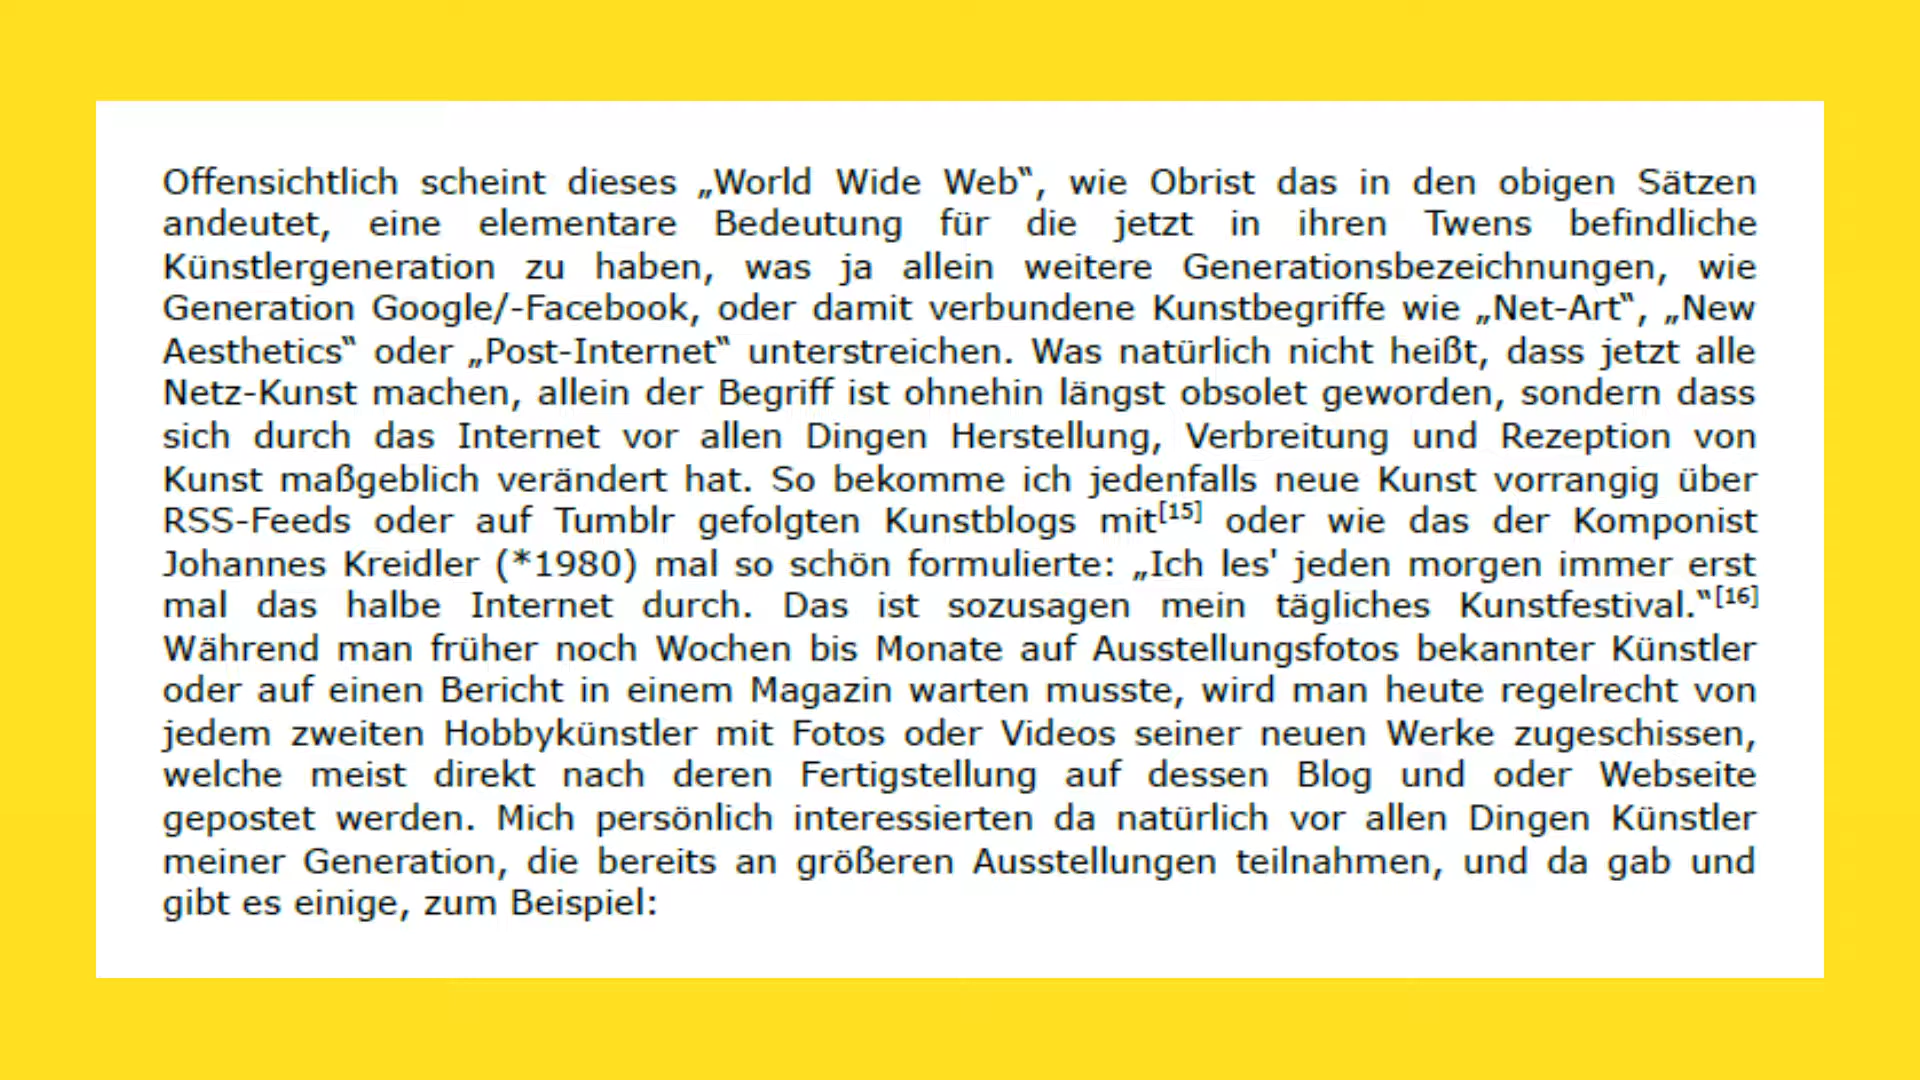 Offensichtlich scheint dieses „World Wide Web“, wie Obrist das in den obigen Sätzen
andeutet, eine elementare Bedeutung für die jetzt in ihren Twens befindliche
Künstlergeneration zu haben, was ja allein weitere Generationsbezeichnungen, wie
Generation Google/-Facebook, oder damit verbundene Kunstbegriffe wie „Net-Art“, „New
Aesthetics“ oder „Post-Internet“ unterstreichen. Was natürlich nicht heißt, dass jetzt alle
Netz-Kunst machen, allein der Begriff ist ohnehin längst obsolet geworden, sondern dass
sich durch das Internet vor allen Dingen Herstellung, Verbreitung und Rezeption von
Kunst maßgeblich verändert hat. So bekomme ich jedenfalls neue Kunst vorrangig über
RSS-Feeds oder auf Tumblr gefolgten Kunstblogs mit[15] oder wie das der Komponist
Johannes Kreidler (*1980) mal so schön formulierte: „Ich les' jeden morgen immer erst
mal das halbe Internet durch. Das ist sozusagen mein tägliches Kunstfestival.“[16]
Während man früher noch Wochen bis Monate auf Ausstellungsfotos bekannter Künstler
oder auf einen Bericht in einem Magazin warten musste, wird man heute regelrecht von
jedem zweiten Hobbykünstler mit Fotos oder Videos seiner neuen Werke zugeschissen,
welche meist direkt nach deren Fertigstellung auf dessen Blog und oder Webseite
gepostet werden. Mich persönlich interessierten da natürlich vor allen Dingen Künstler
meiner Generation, die bereits an größeren Ausstellungen teilnahmen, und da gab und
gibt es einige, zum Beispiel: